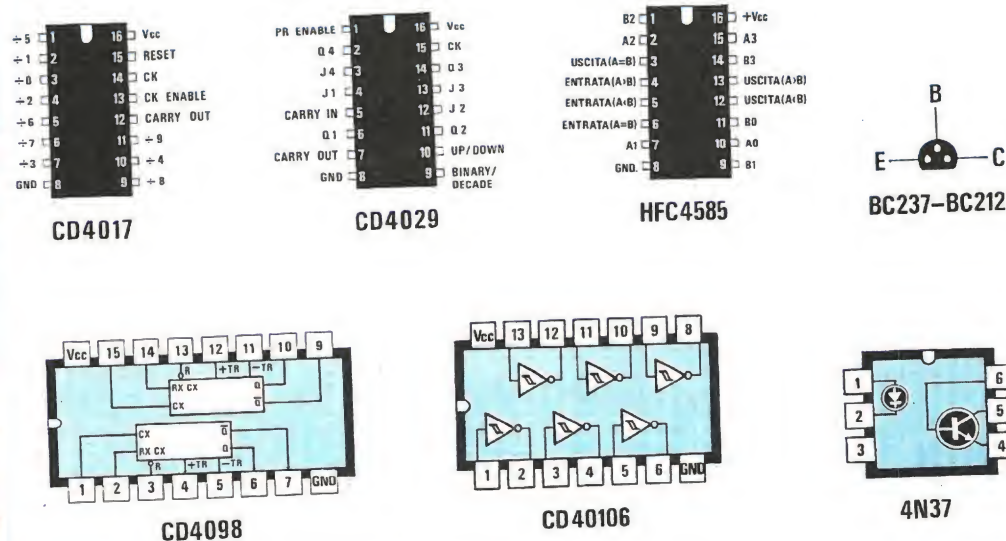 ÷5 1 16 Vcc
÷1 2 15 RESET
÷0 3 14 CK
÷2 4 13 CK ENABLE
÷6 5 12 CARRY OUT
÷7 6 11 ÷9
÷3 7 10 ÷4
GND 8 9 ÷8
CD4017
PR ENABLE 1 16 Vcc
Q4 2 15 CK
J4 3 14 Q3
J1 4 13 J3
CARRY IN 5 12 J2
Q1 6 11 Q2
CARRY OUT 7 10 UP/DOWN
GND 8 9 BINARY/
DECADE
CD4029
B2 1 16 +Vcc
A2 2 15 A3
USCITA(A=B) 3 14 B3
ENTRATA(A>B) 4 13 USCITA(A>B)
ENTRATA(A<B) 5 12 USCITA(A<B)
ENTRATA(A=B) 6 11 B0
A1 7 10 A0
GND. 8 9 B1
HFC4585
B
E C
BC237-BC212
Vcc 15 14 13 12 11 10 9
R +TR -TR
RX CX Q
CX Q̅
CX Q̅
RX CX Q
R +TR -TR
1 2 3 4 5 6 7 GND
CD4098
Vcc 13 12 11 10 9 8
1 2 3 4 5 6 GND
CD40106
1 6
2 5
3 4
4N37